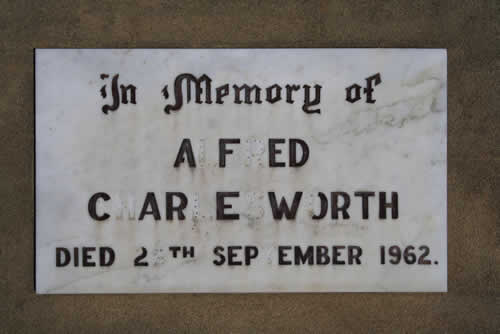 In Memory of
ALFRED
CHARLESWORTH
DIED SEPTEMBER 1962.